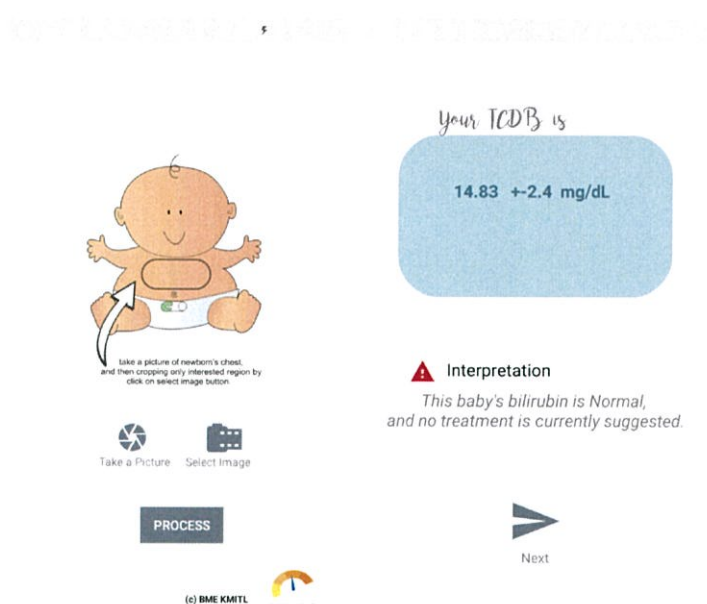 take a picture of newborn's chest,
and then cropping only interested region by
click on select image button
Take a Picture
Select Image
PROCESS
(c) BME KMITL
Your TCDB is
14.83 +-2.4 mg/dL
Interpretation
This baby's bilirubin is Normal,
and no treatment is currently suggested.
Next